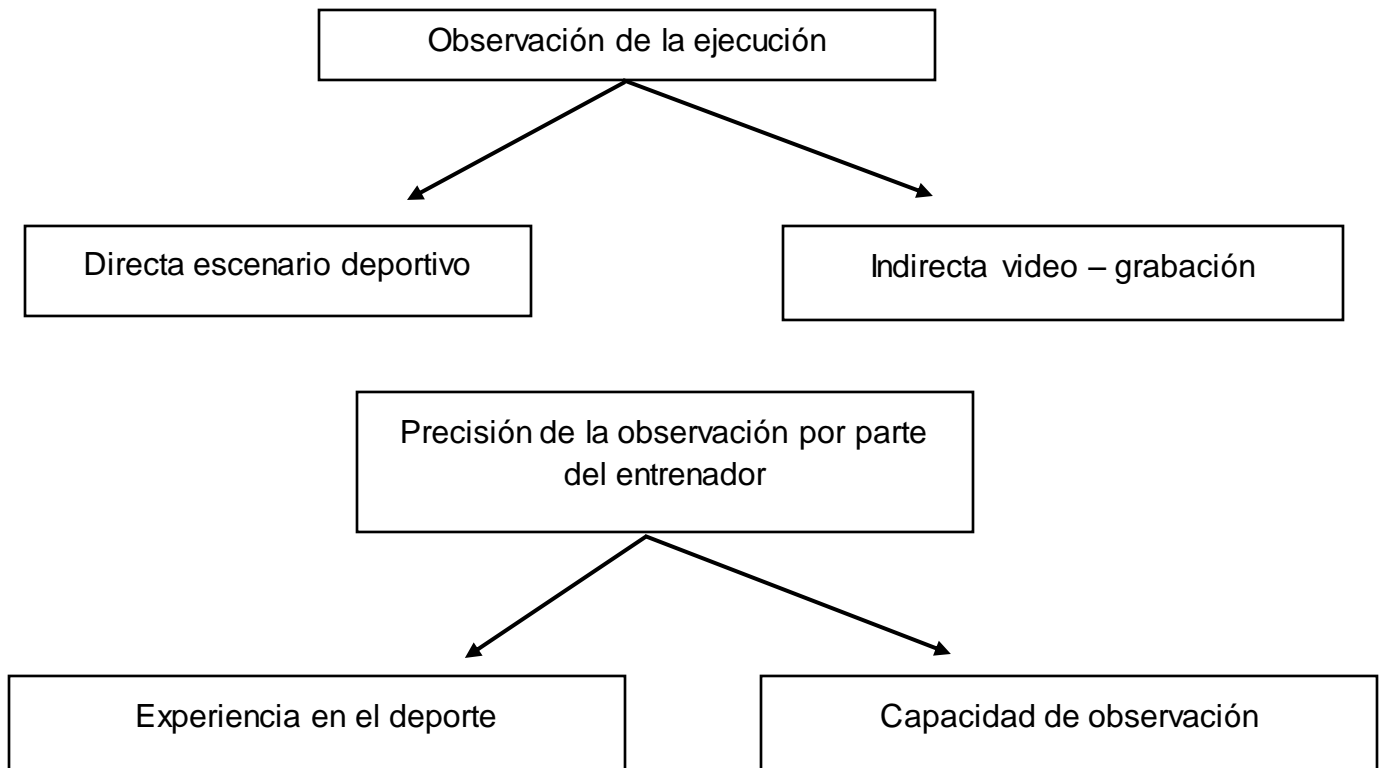 Observación de la ejecución
Directa escenario deportivo
Indirecta video – grabación
Precisión de la observación por parte
del entrenador
Experiencia en el deporte
Capacidad de observación